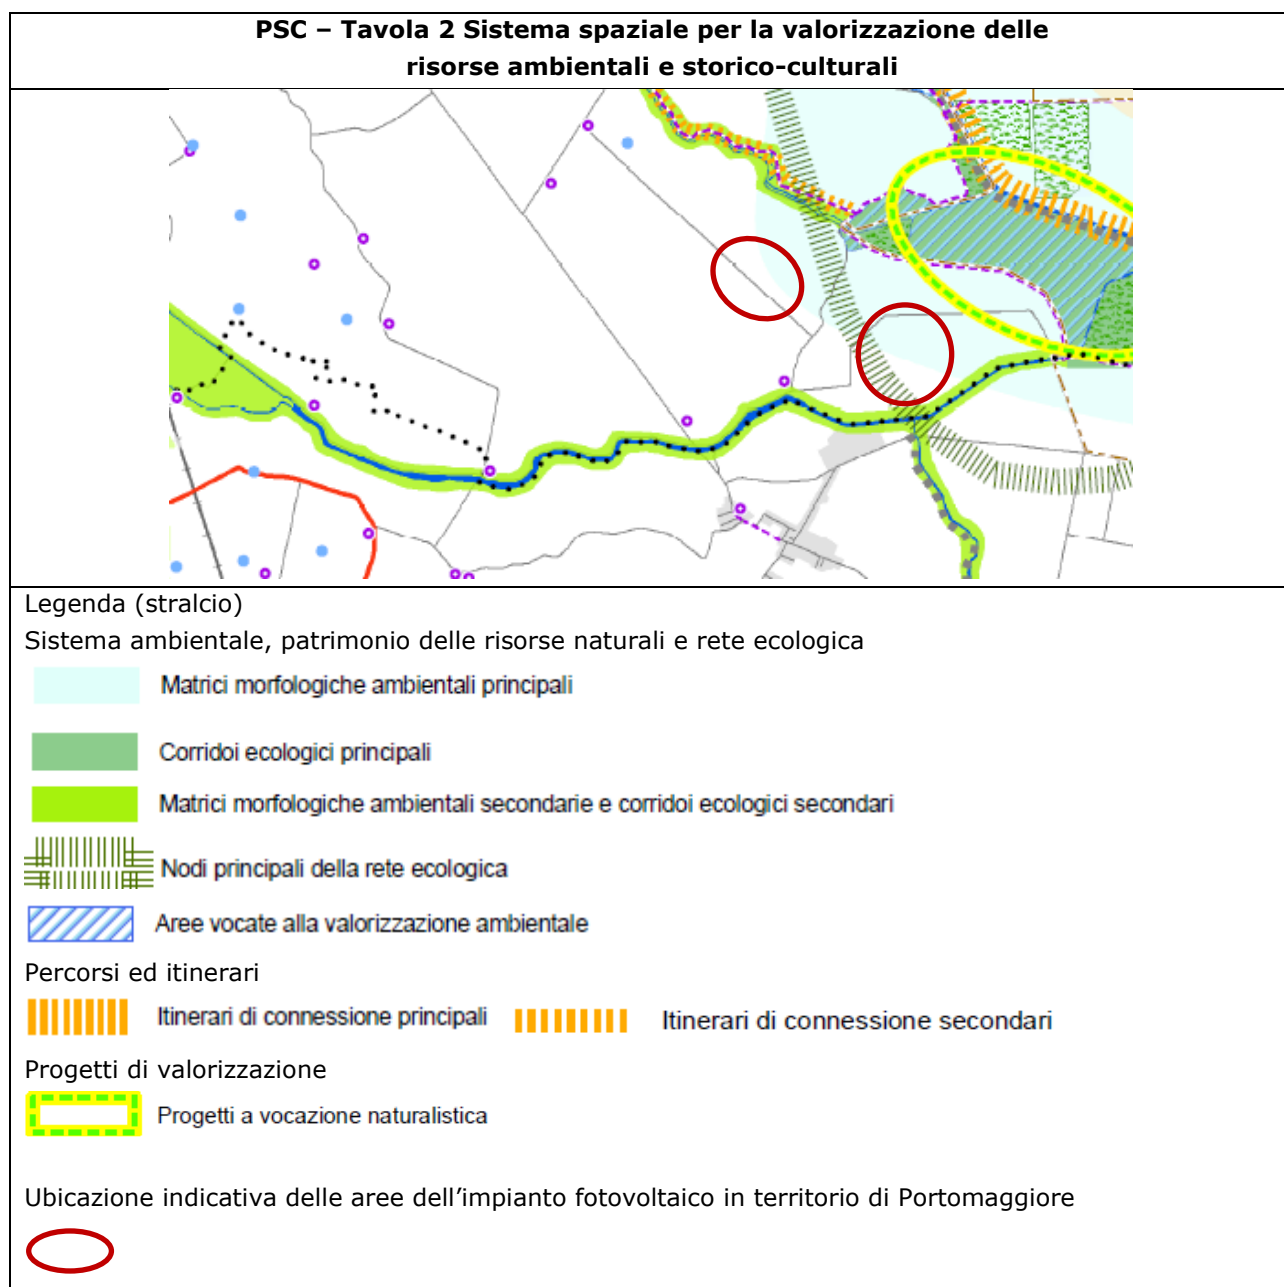 PSC – Tavola 2 Sistema spaziale per la valorizzazione delle
risorse ambientali e storico-culturali
Legenda (stralcio)
Sistema ambientale, patrimonio delle risorse naturali e rete ecologica
Matrici morfologiche ambientali principali
Corridoi ecologici principali
Matrici morfologiche ambientali secondarie e corridoi ecologici secondari
Nodi principali della rete ecologica
Aree vocate alla valorizzazione ambientale
Percorsi ed itinerari
Itinerari di connessione principali Itinerari di connessione secondari
Progetti di valorizzazione
Progetti a vocazione naturalistica
Ubicazione indicativa delle aree dell’impianto fotovoltaico in territorio di Portomaggiore